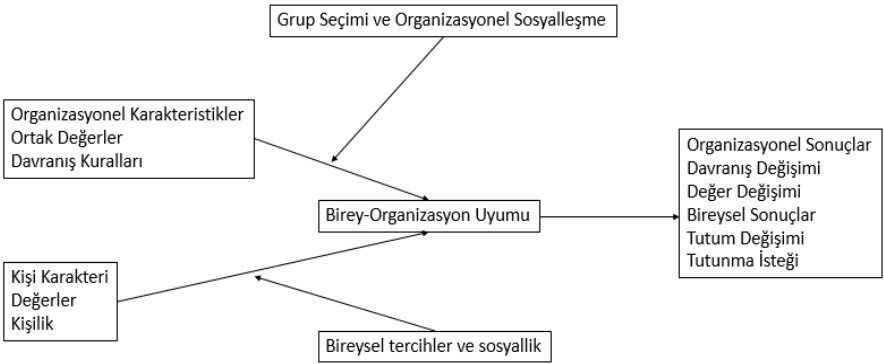 Grup Seçimi ve Organizasyonel Sosyalleşme
Organizasyonel Karakteristikler
Ortak Değerler
Davranış Kuralları
Organizasyonel Sonuçlar
Davranış Değişimi
Değer Değişimi
Bireysel Sonuçlar
Tutum Değişimi
Tutunma İsteği
Birey-Organizasyon Uyumu
Kişi Karakteri
Değerler
Kişilik
Bireysel tercihler ve sosyallik